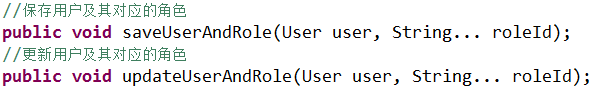 //保存用户及其对应的角色
public void saveUserAndRole(User user, String... roleId);
//更新用户及其对应的角色
public void updateUserAndRole(User user, String... roleId);